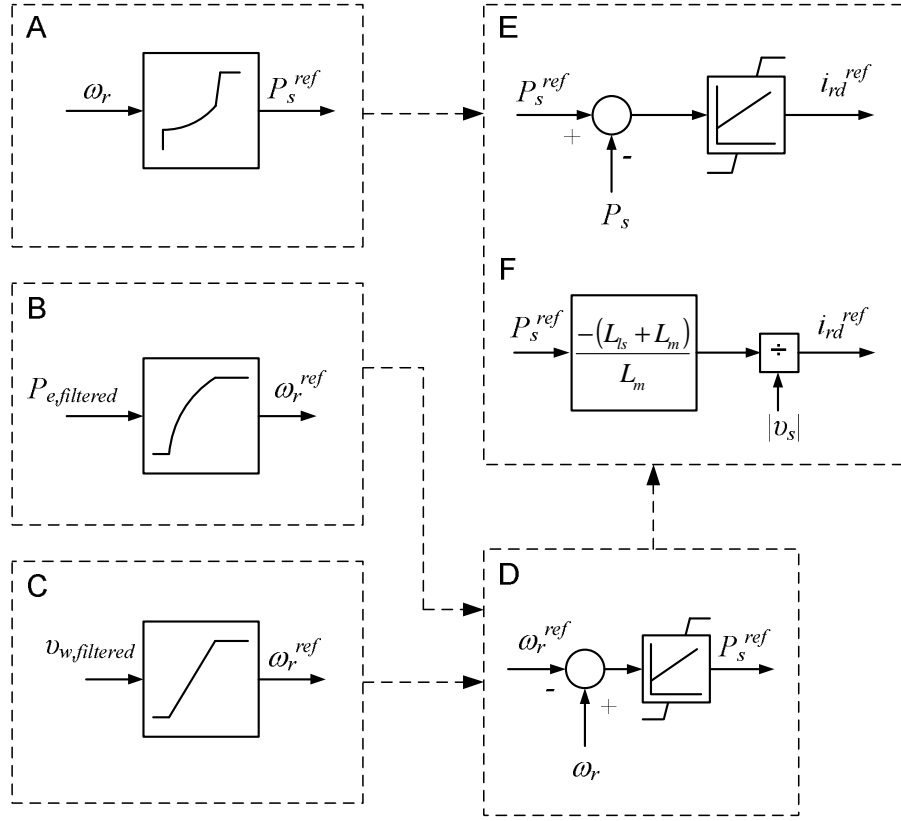 A
ω_r
P_s^ref
B
P_e,filtered
ω_r^ref
C
υ_w,filtered
ω_r^ref
E
P_s^ref
+
-
P_s
i_rd^ref
F
P_s^ref
-(L_ls + L_m)
L_m
÷
|υ_s|
i_rd^ref
D
ω_r^ref
-
+
ω_r
P_s^ref